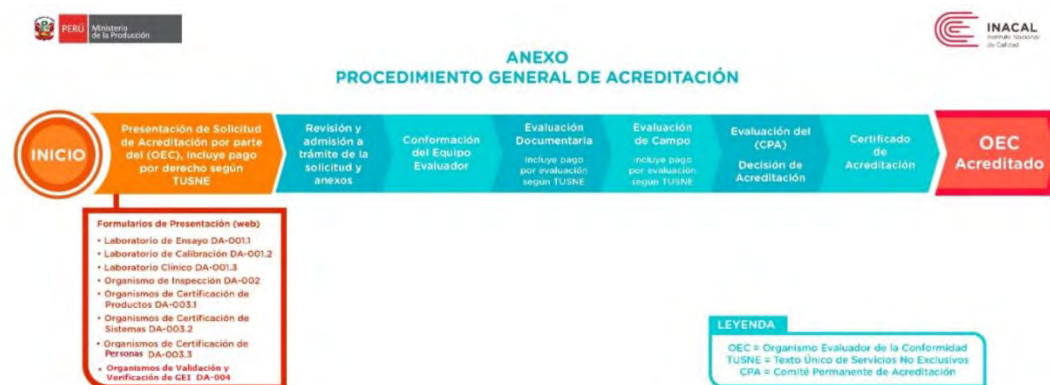 PERÚ
Ministerio
de la Producción
INACAL
Instituto Nacional
de Calidad
ANEXO
PROCEDIMIENTO GENERAL DE ACREDITACIÓN
INICIO
Presentación de Solicitud
de Acreditación por parte
del (OEC), incluye pago
por derecho según
TUSNE
Revisión y
admisión a
trámite de la
solicitud y
anexos
Conformación
del Equipo
Evaluador
Evaluación
Documentaria
incluye pago
por evaluación
según TUSNE
Evaluación
de Campo
incluye pago
por evaluación
según TUSNE
Evaluación del
(CPA)
Decisión de
Acreditación
Certificado
de
Acreditación
OEC
Acreditado
Formularios de Presentación (web)
• Laboratorio de Ensayo DA-001.1
• Laboratorio de Calibración DA-001.2
• Laboratorio Clínico DA-001.3
• Organismo de Inspección DA-002
• Organismos de Certificación de
Productos DA-003.1
• Organismos de Certificación de
Sistemas DA-003.2
• Organismos de Certificación de
Personas DA-003.3
• Organismos de Validación y
Verificación de GEI DA-004
LEYENDA
OEC = Organismo Evaluador de la Conformidad
TUSNE = Texto Único de Servicios No Exclusivos
CPA = Comité Permanente de Acreditación